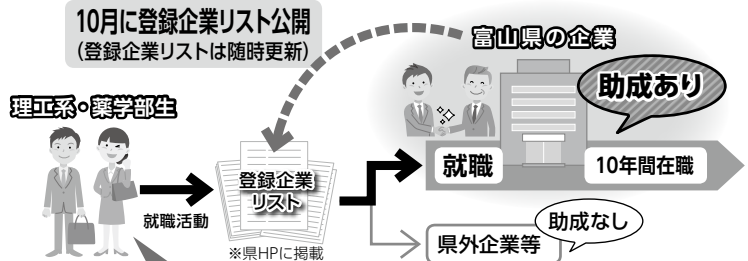 10月に登録企業リスト公開
(登録企業リストは随時更新)
富山県の企業
助成あり
理工系・薬学部生
登録企業
リスト
就職
10年間在職
就職活動
助成なし
県外企業等
※県HPに掲載